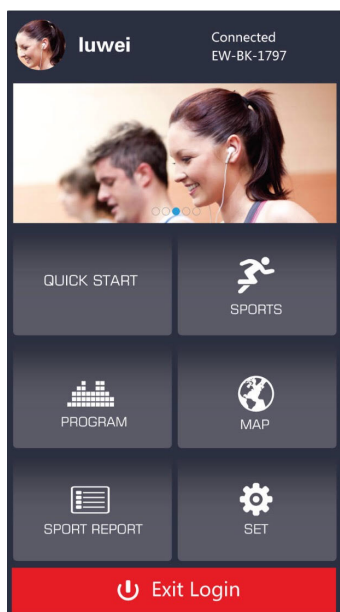 luwei
Connected
EW-BK-1797
QUICK START
SPORTS
PROGRAM
MAP
SPORT REPORT
SET
Exit Login